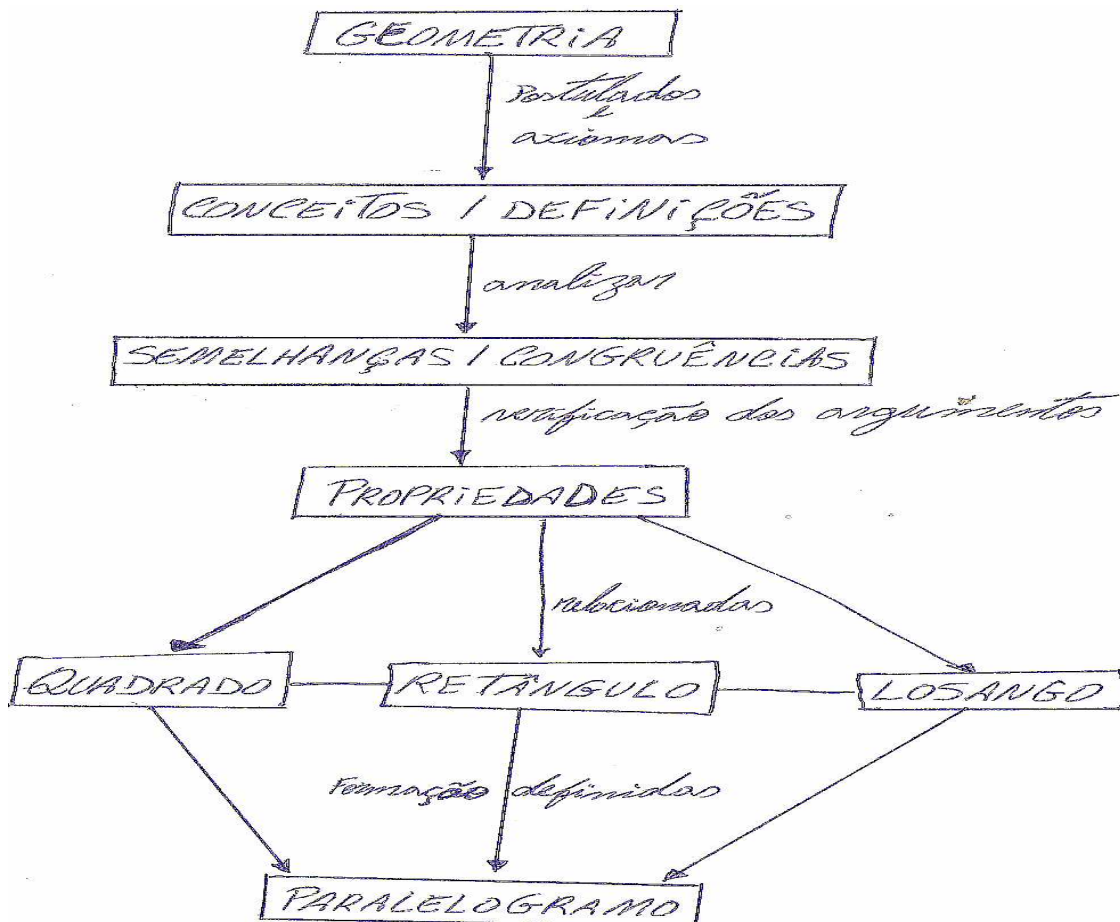 GEOMETRIA
Postulados
e
axiomas
CONCEITOS / DEFINIÇÕES
analizar
SEMELHANÇAS / CONGRUÊNCIAS
verificação dos argumentos
PROPRIEDADES
relacionadas
QUADRADO RETÂNGULO LOSANGO
Formação definidas
PARALELOGRAMO